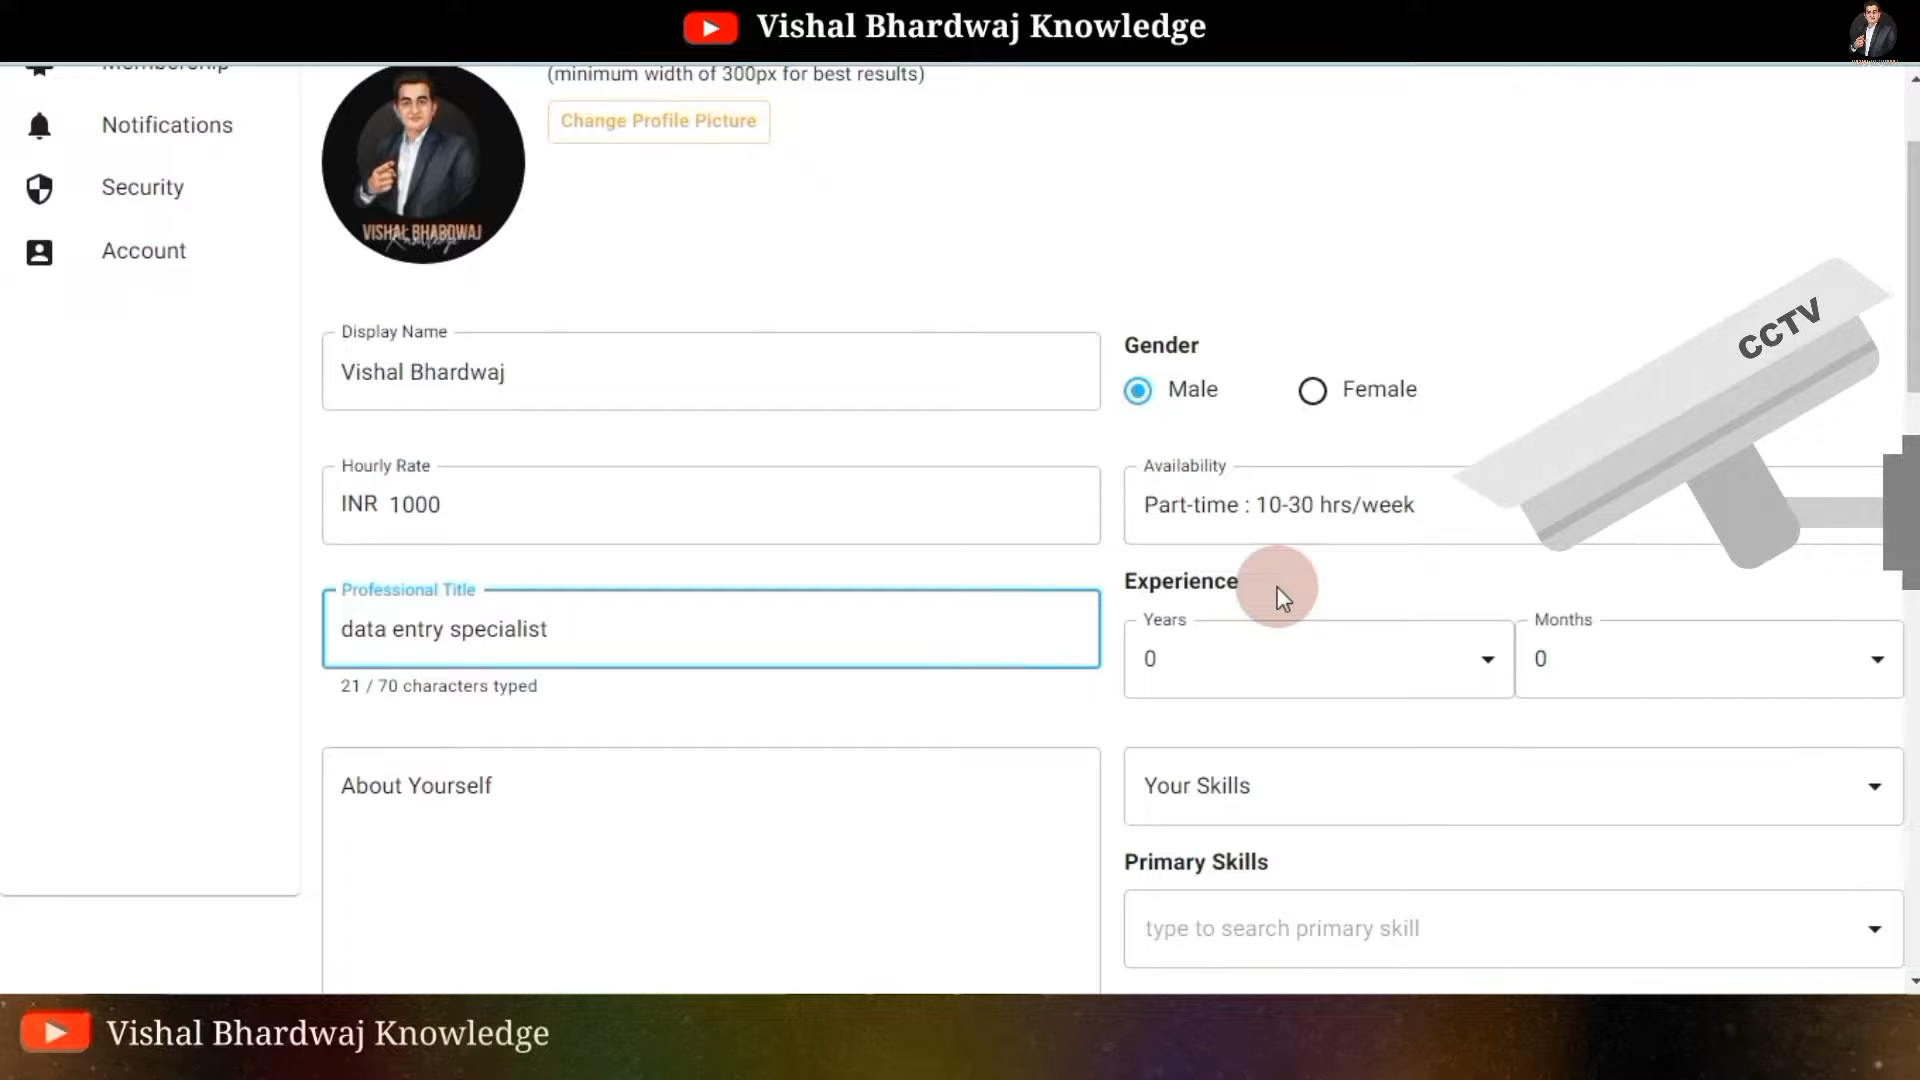 Vishal Bhardwaj Knowledge
Membership
(minimum width of 300px for best results)
Notifications
Change Profile Picture
Security
VISHAL BHARDWAJ
Knowledge
Account
CCTV
Display Name
Vishal Bhardwaj
Gender
Male
Female
Hourly Rate
INR 1000
Availability
Part-time : 10-30 hrs/week
Professional Title
data entry specialist
21 / 70 characters typed
Experience
Years
0
Months
0
About Yourself
Your Skills
Primary Skills
type to search primary skill
Vishal Bhardwaj Knowledge